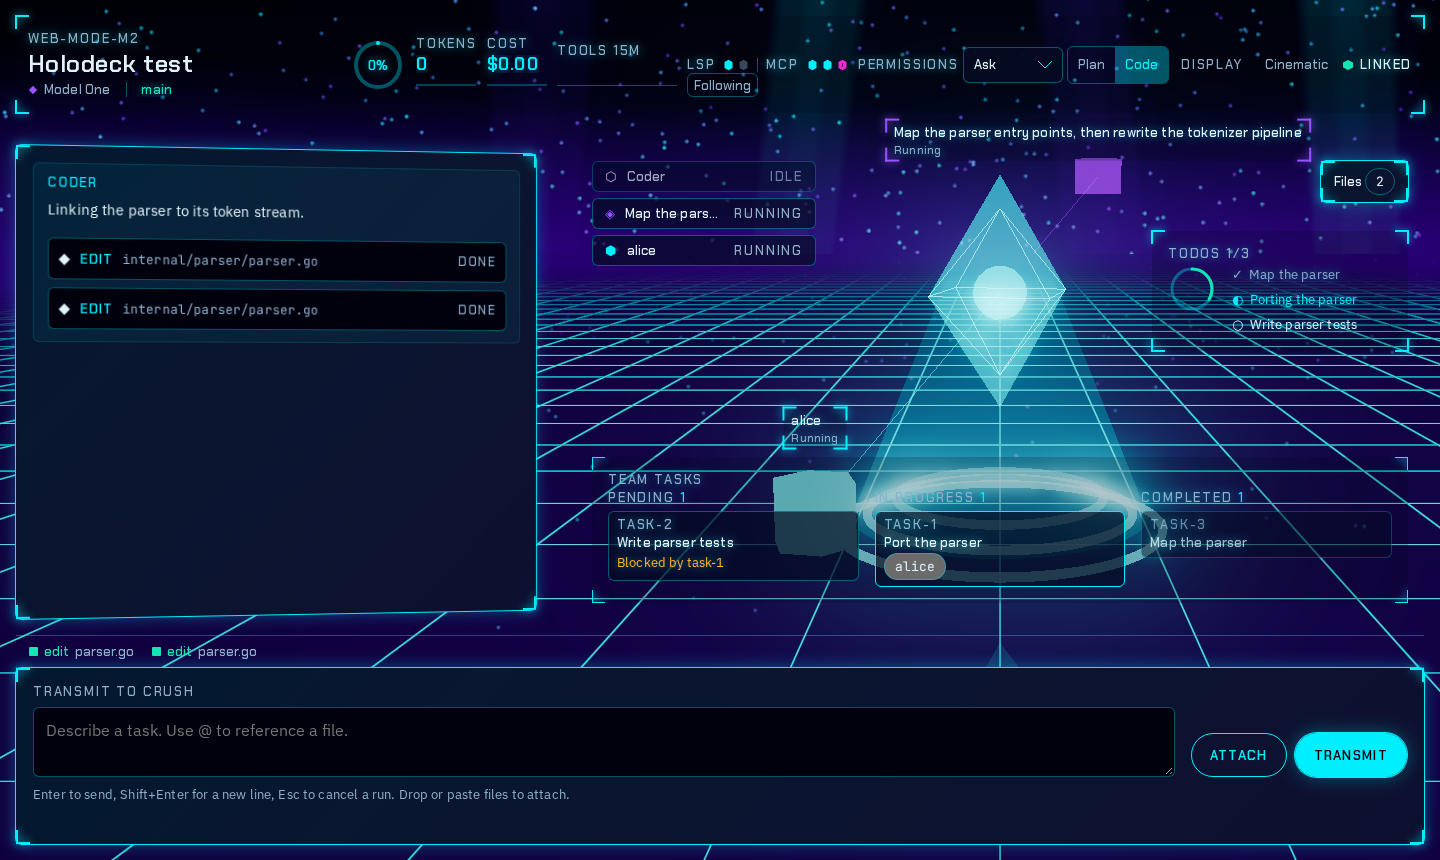 WEB-MODE-M2
Holodeck test
Model One
main
0%
TOKENS
0
COST
$0.00
TOOLS 15M
LSP
MCP
PERMISSIONS
Ask
Plan
Code
DISPLAY
Cinematic
LINKED
Following
Map the parser entry points, then rewrite the tokenizer pipeline
Running
Files 2
CODER
Linking the parser to its token stream.
EDIT internal/parser/parser.go DONE
EDIT internal/parser/parser.go DONE
Coder IDLE
Map the pars... RUNNING
alice RUNNING
TODOS 1/3
✓ Map the parser
Porting the parser
Write parser tests
alice
Running
TEAM TASKS
PENDING 1
TASK-2
Write parser tests
Blocked by task-1
IN PROGRESS 1
TASK-1
Port the parser
alice
COMPLETED 1
TASK-3
Map the parser
edit parser.go
edit parser.go
TRANSMIT TO CRUSH
Describe a task. Use @ to reference a file.
ATTACH
TRANSMIT
Enter to send, Shift+Enter for a new line, Esc to cancel a run. Drop or paste files to attach.